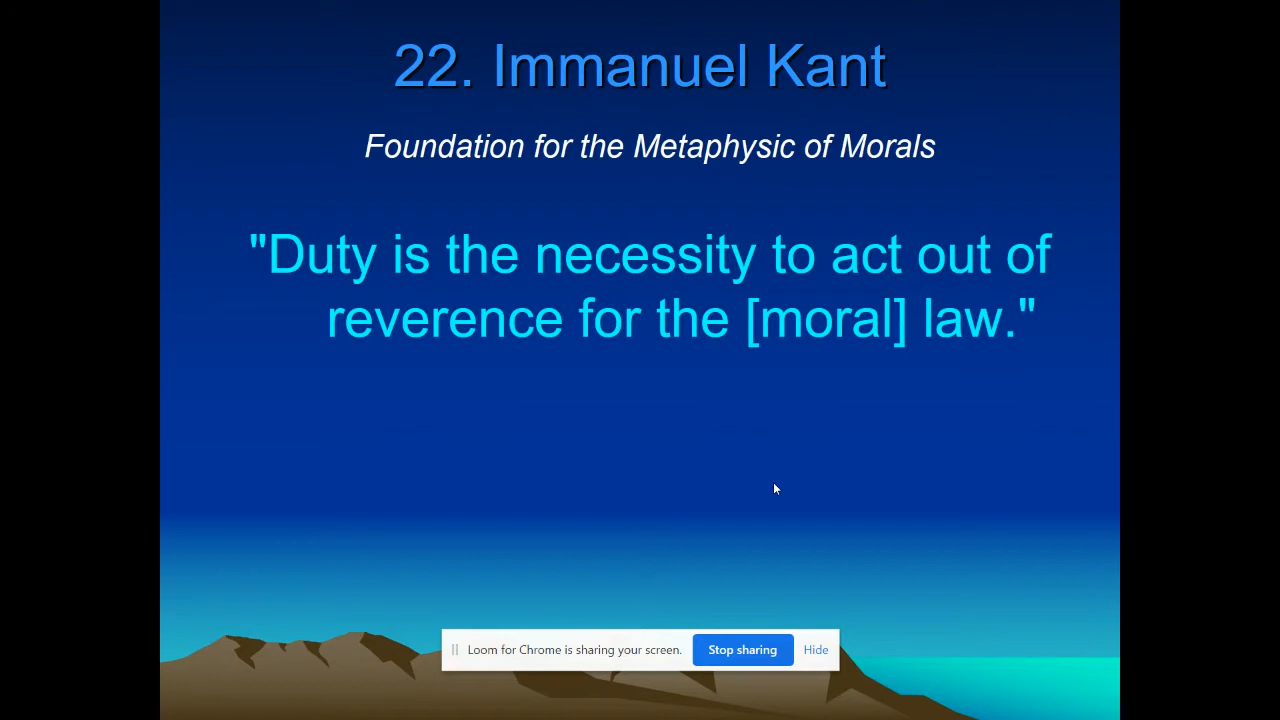 22. Immanuel Kant
Foundation for the Metaphysic of Morals
"Duty is the necessity to act out of
reverence for the [moral] law."
Loom for Chrome is sharing your screen. Stop sharing Hide